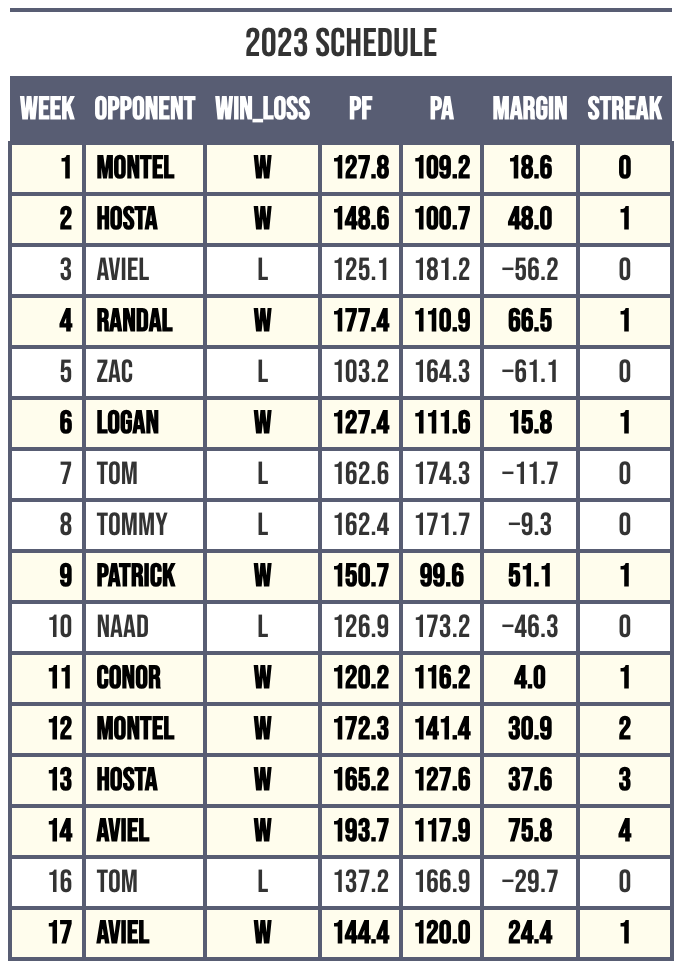 2023 SCHEDULE
WEEK OPPONENT WIN_LOSS PF PA MARGIN STREAK
1 MONTEL W 127.8 109.2 18.6 0
2 HOSTA W 148.6 100.7 48.0 1
3 AVIEL L 125.1 181.2 −56.2 0
4 RANDAL W 177.4 110.9 66.5 1
5 ZAC L 103.2 164.3 −61.1 0
6 LOGAN W 127.4 111.6 15.8 1
7 TOM L 162.6 174.3 −11.7 0
8 TOMMY L 162.4 171.7 −9.3 0
9 PATRICK W 150.7 99.6 51.1 1
10 NAAD L 126.9 173.2 −46.3 0
11 CONOR W 120.2 116.2 4.0 1
12 MONTEL W 172.3 141.4 30.9 2
13 HOSTA W 165.2 127.6 37.6 3
14 AVIEL W 193.7 117.9 75.8 4
16 TOM L 137.2 166.9 −29.7 0
17 AVIEL W 144.4 120.0 24.4 1